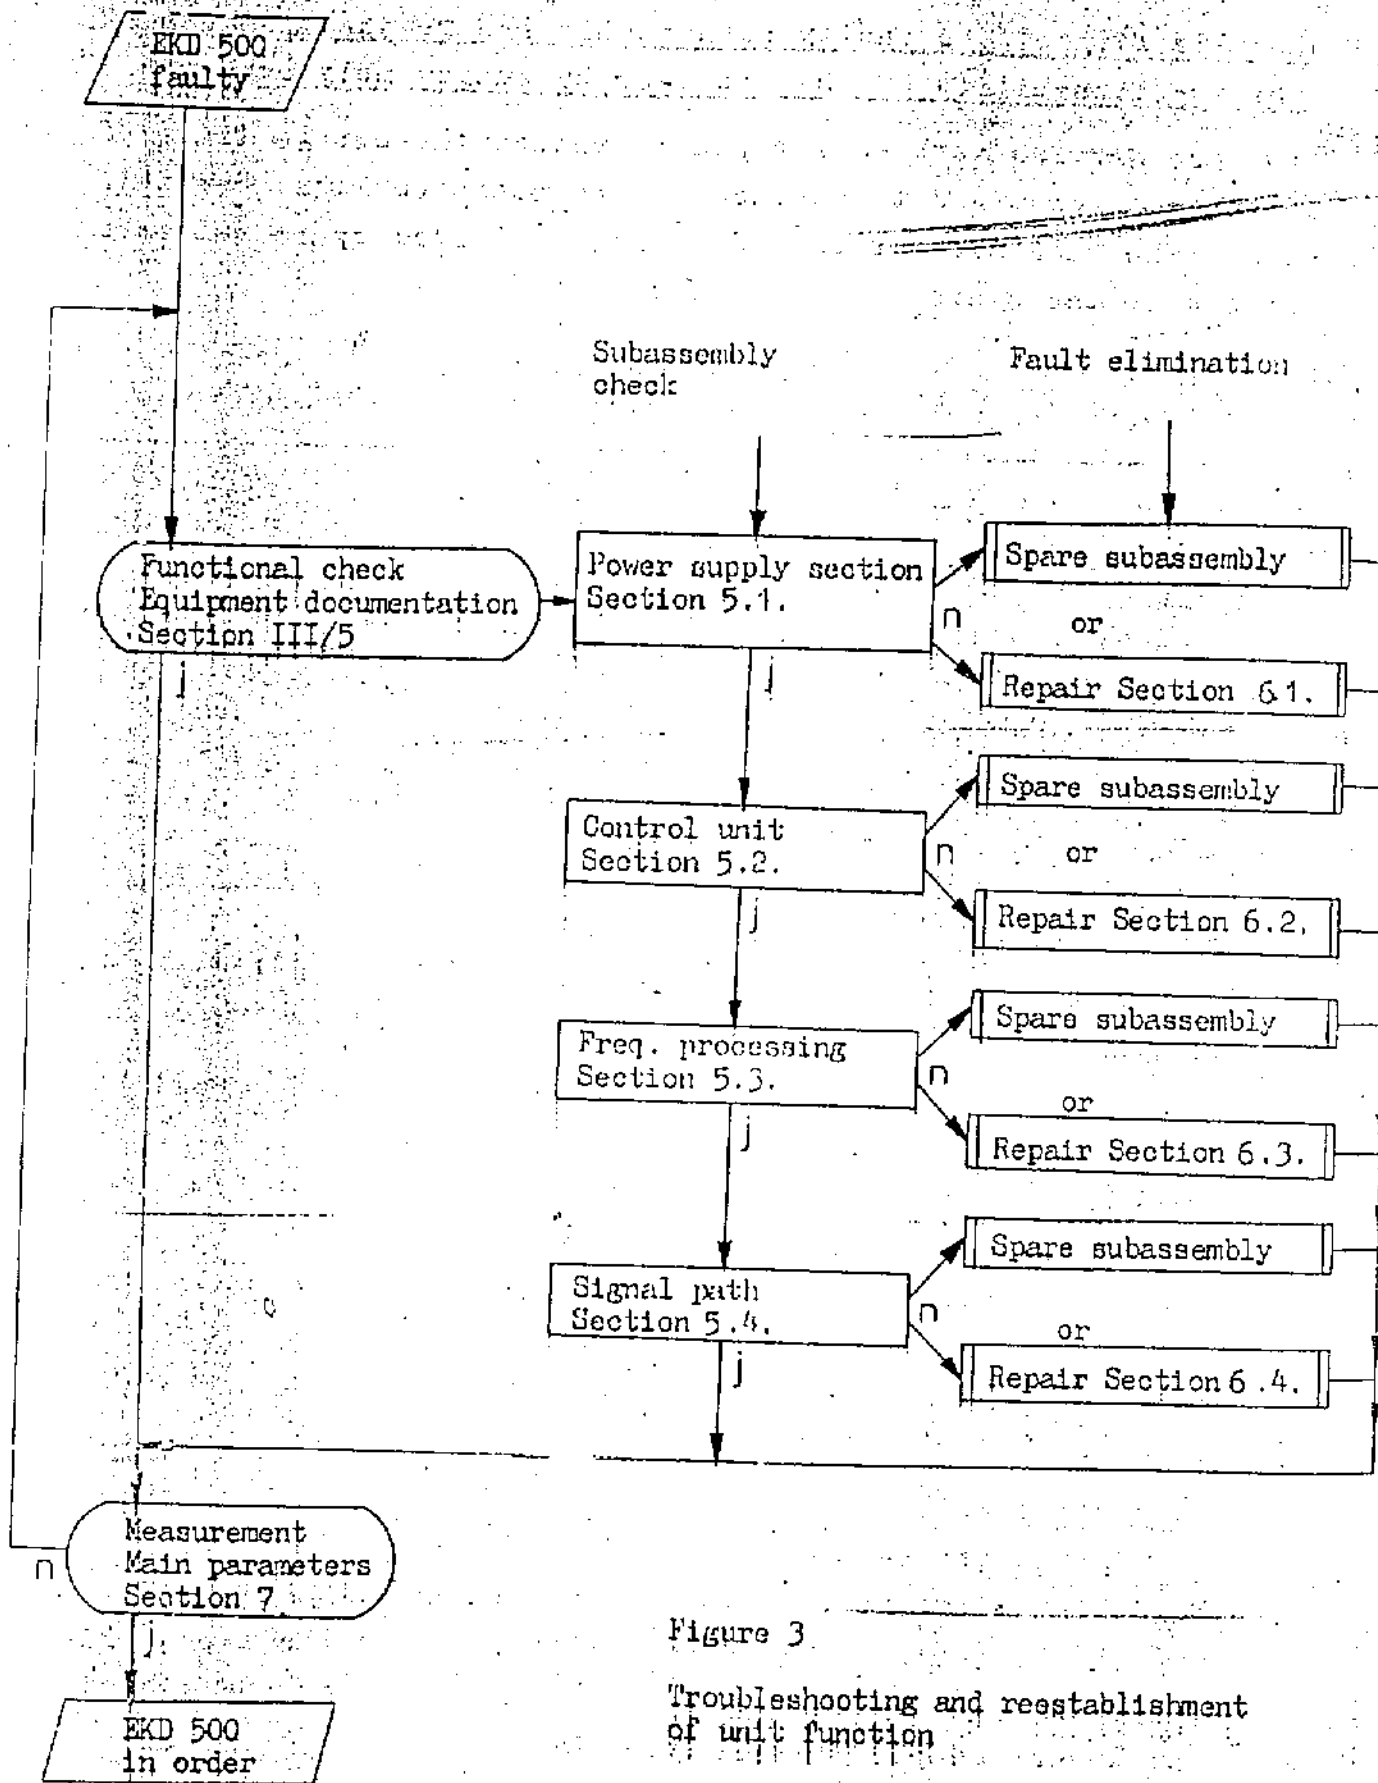 EKD 500
faulty
Subassembly
check
Fault elimination
Functional check
Equipment documentation
Section III/5
j
Power supply section
Section 5.1.
n
j
Spare subassembly
or
Repair Section 6.1.
Control unit
Section 5.2.
n
j
Spare subassembly
or
Repair Section 6.2.
Freq. processing
Section 5.3.
n
j
Spare subassembly
or
Repair Section 6.3.
Signal path
Section 5.4.
n
j
Spare subassembly
or
Repair Section 6.4.
n
Measurement
Main parameters
Section 7
j
EKD 500
in order
Figure 3
Troubleshooting and reestablishment
of unit function